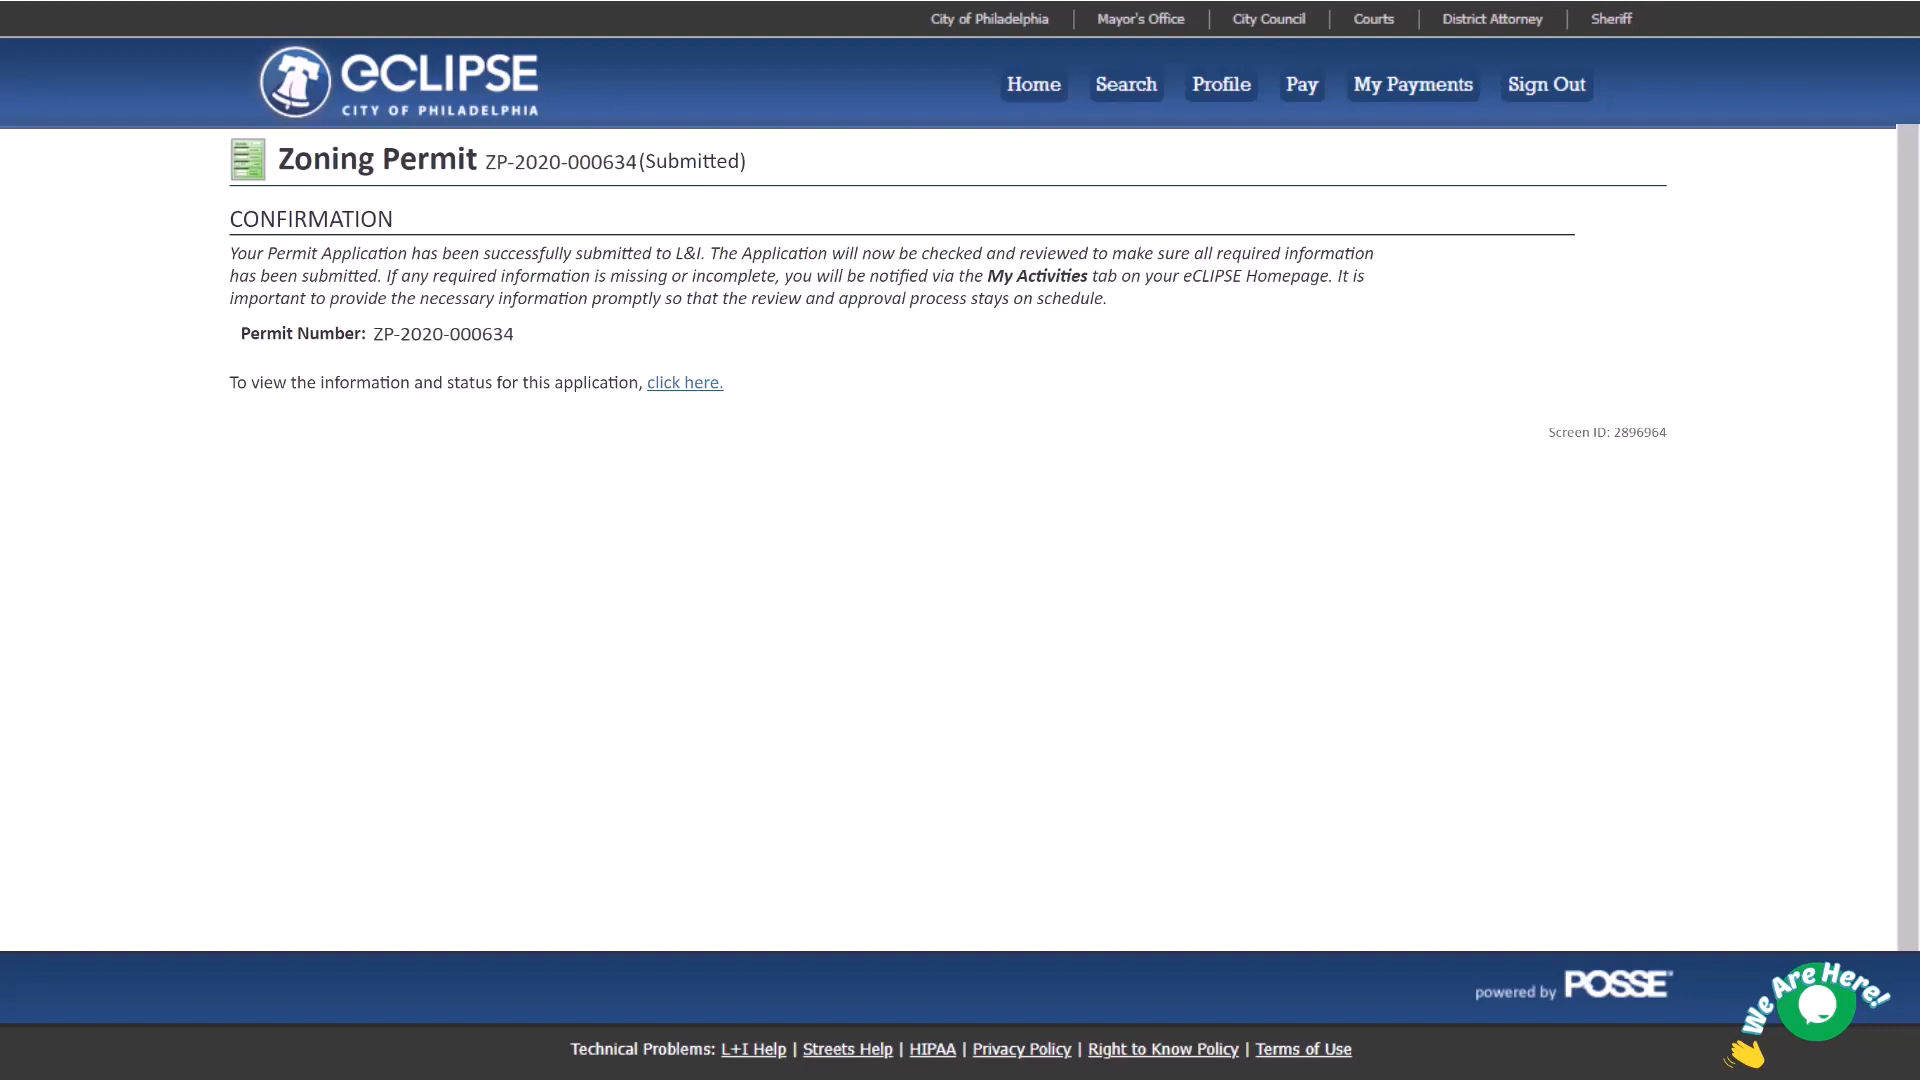 City of Philadelphia | Mayor's Office | City Council | Courts | District Attorney | Sheriff
eCLIPSE
CITY OF PHILADELPHIA
Home Search Profile Pay My Payments Sign Out
Zoning Permit ZP-2020-000634 (Submitted)
CONFIRMATION
Your Permit Application has been successfully submitted to L&I. The Application will now be checked and reviewed to make sure all required information
has been submitted. If any required information is missing or incomplete, you will be notified via the My Activities tab on your eCLIPSE Homepage. It is
important to provide the necessary information promptly so that the review and approval process stays on schedule.
Permit Number: ZP-2020-000634
To view the information and status for this application, click here.
Screen ID: 2896964
powered by POSSE
We Are Here!
Technical Problems: L+I Help | Streets Help | HIPAA | Privacy Policy | Right to Know Policy | Terms of Use